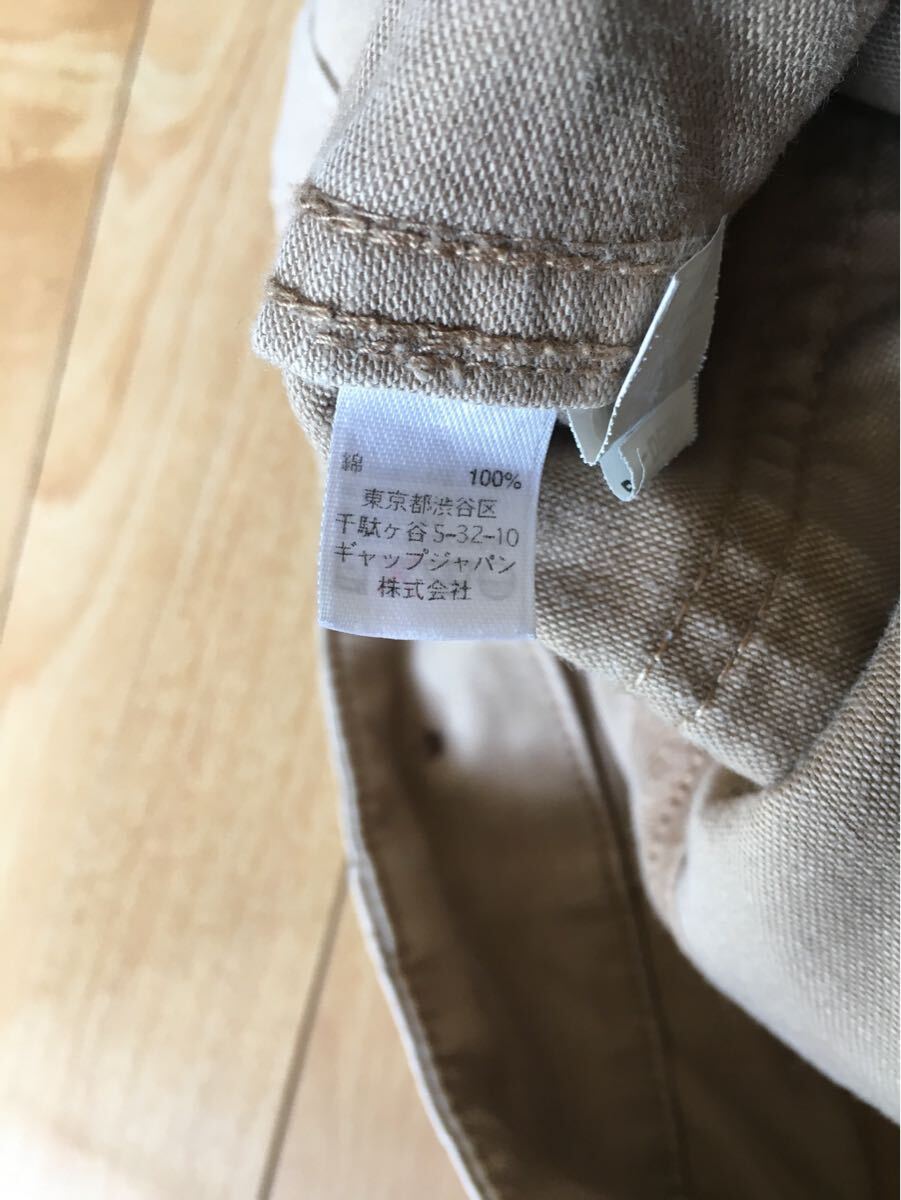 綿 100%
東京都渋谷区
千駄ヶ谷5-32-10
ギャップジャパン
株式会社